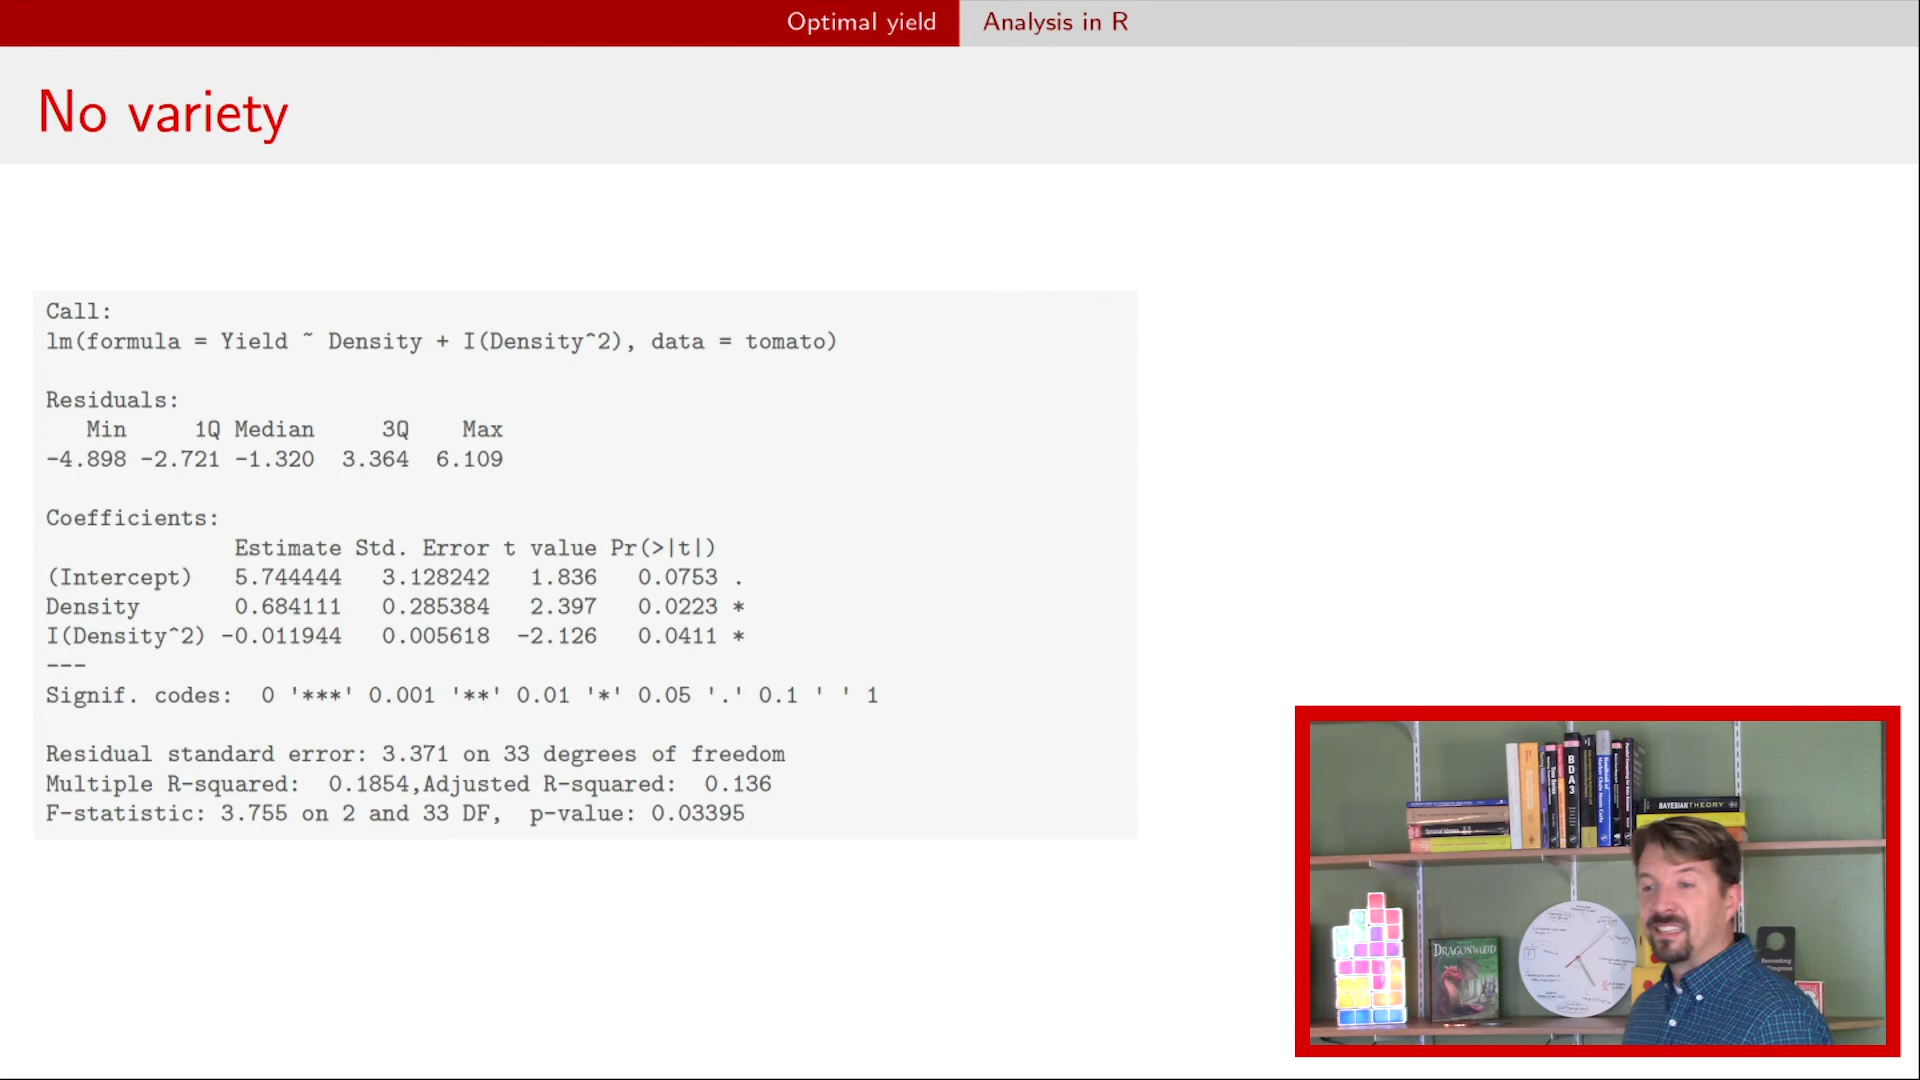 Optimal yield
Analysis in R
No variety
Call:
lm(formula = Yield ~ Density + I(Density^2), data = tomato)
Residuals:
Min 1Q Median 3Q Max
-4.898 -2.721 -1.320 3.364 6.109
Coefficients:
Estimate Std. Error t value Pr(>|t|)
(Intercept) 5.744444 3.128242 1.836 0.0753 .
Density 0.684111 0.285384 2.397 0.0223 *
I(Density^2) -0.011944 0.005618 -2.126 0.0411 *
---
Signif. codes: 0 '***' 0.001 '**' 0.01 '*' 0.05 '.' 0.1 ' ' 1
Residual standard error: 3.371 on 33 degrees of freedom
Multiple R-squared: 0.1854,Adjusted R-squared: 0.136
F-statistic: 3.755 on 2 and 33 DF, p-value: 0.03395
BDA3
BAYESIAN THEORY
DRAGONWOOD
Recording